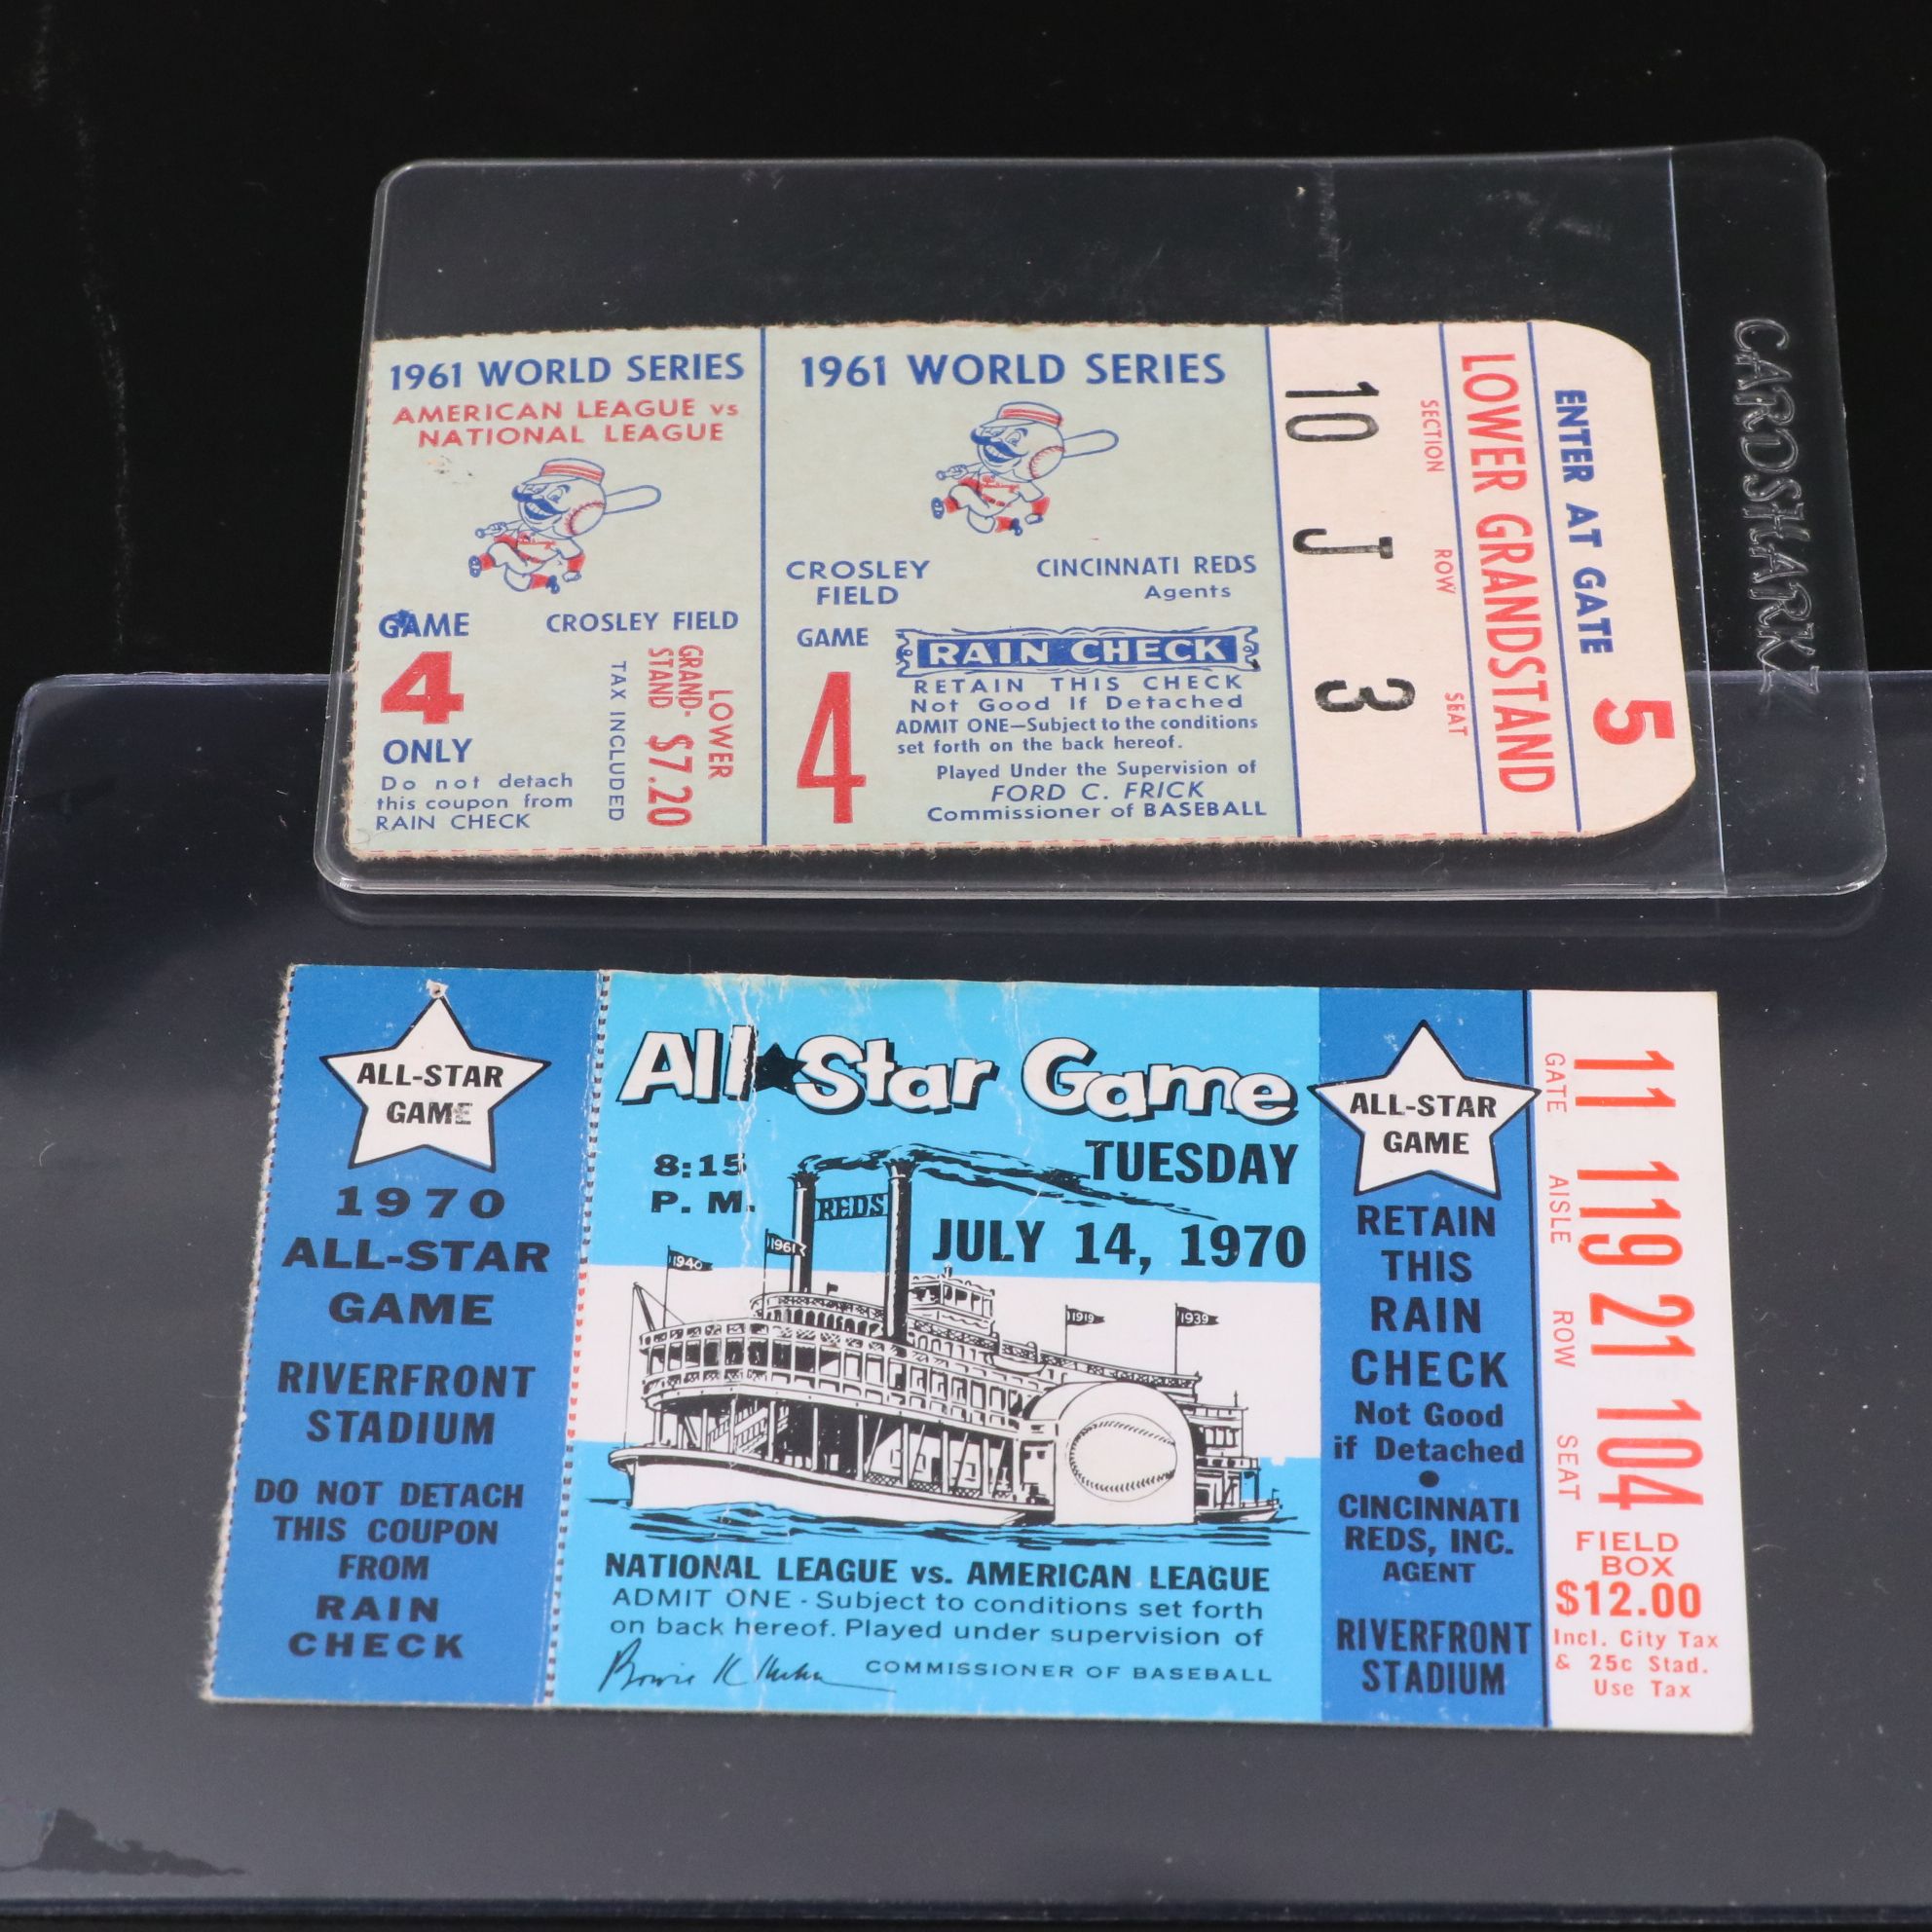 CARDSHARKZ
1961 WORLD SERIES
AMERICAN LEAGUE vs
NATIONAL LEAGUE
GAME
4
ONLY
CROSLEY FIELD
Do not detach
this coupon from
RAIN CHECK
LOWER
GRAND-
STAND $7.20
TAX INCLUDED
1961 WORLD SERIES
CROSLEY
FIELD
CINCINNATI REDS
Agents
GAME
4
RAIN CHECK
RETAIN THIS CHECK
Not Good If Detached
ADMIT ONE—Subject to the conditions
set forth on the back hereof.
Played Under the Supervision of
FORD C. FRICK
Commissioner of BASEBALL
ENTER AT GATE 5
LOWER GRANDSTAND
SECTION ROW SEAT
10 J 3
ALL-STAR
GAME
1970
ALL-STAR
GAME
RIVERFRONT
STADIUM
DO NOT DETACH
THIS COUPON
FROM
RAIN
CHECK
All Star Game
8:15
P. M.
TUESDAY
JULY 14, 1970
REDS
1940
1961
1919
1939
NATIONAL LEAGUE vs. AMERICAN LEAGUE
ADMIT ONE - Subject to conditions set forth
on back hereof. Played under supervision of
Bowie K Kuhn COMMISSIONER OF BASEBALL
ALL-STAR
GAME
RETAIN
THIS
RAIN
CHECK
Not Good
if Detached
CINCINNATI
REDS, INC.
AGENT
RIVERFRONT
STADIUM
11 119 21 104
GATE AISLE ROW SEAT
FIELD
BOX
$12.00
Incl. City Tax
& 25c Stad.
Use Tax